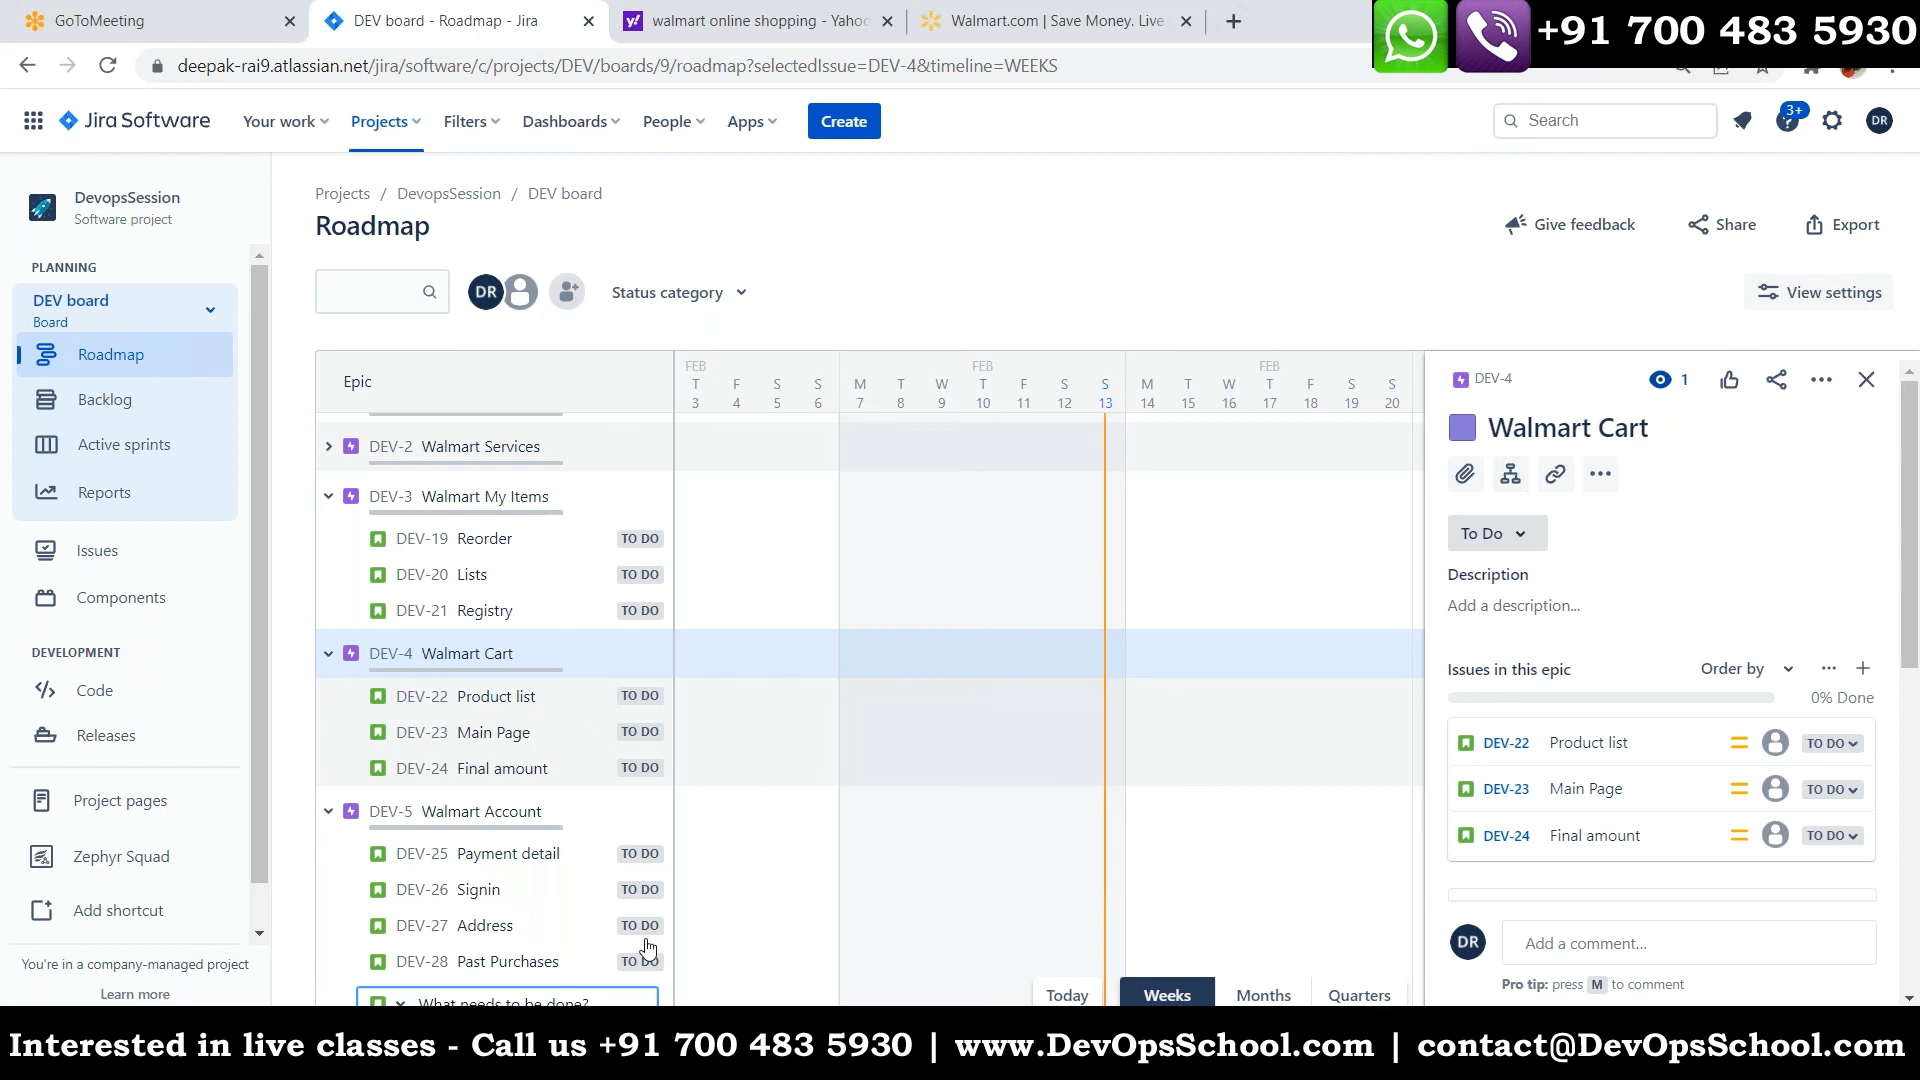 GoToMeeting
DEV board - Roadmap - Jira
walmart online shopping - Yahoo
Walmart.com | Save Money. Live
+91 700 483 5930
deepak-rai9.atlassian.net/jira/software/c/projects/DEV/boards/9/roadmap?selectedIssue=DEV-4&timeline=WEEKS
Jira Software
Your work
Projects
Filters
Dashboards
People
Apps
Create
Search
3+
DR
DevopsSession
Software project
PLANNING
DEV board
Board
Roadmap
Backlog
Active sprints
Reports
Issues
Components
DEVELOPMENT
Code
Releases
Project pages
Zephyr Squad
Add shortcut
You're in a company-managed project
Learn more
Projects / DevopsSession / DEV board
Roadmap
Give feedback
Share
Export
DR
Status category
View settings
Epic
FEB FEB FEB
T F S S M T W T F S S M T W T F S S
3 4 5 6 7 8 9 10 11 12 13 14 15 16 17 18 19 20
DEV-2 Walmart Services
DEV-3 Walmart My Items
DEV-19 Reorder TO DO
DEV-20 Lists TO DO
DEV-21 Registry TO DO
DEV-4 Walmart Cart
DEV-22 Product list TO DO
DEV-23 Main Page TO DO
DEV-24 Final amount TO DO
DEV-5 Walmart Account
DEV-25 Payment detail TO DO
DEV-26 Signin TO DO
DEV-27 Address TO DO
DEV-28 Past Purchases TO DO
What needs to be done?
Today
Weeks
Months
Quarters
DEV-4
1
Walmart Cart
To Do
Description
Add a description...
Issues in this epic
Order by
0% Done
DEV-22 Product list TO DO
DEV-23 Main Page TO DO
DEV-24 Final amount TO DO
DR
Add a comment...
Pro tip: press M to comment
Interested in live classes - Call us +91 700 483 5930 | www.DevOpsSchool.com | contact@DevOpsSchool.com